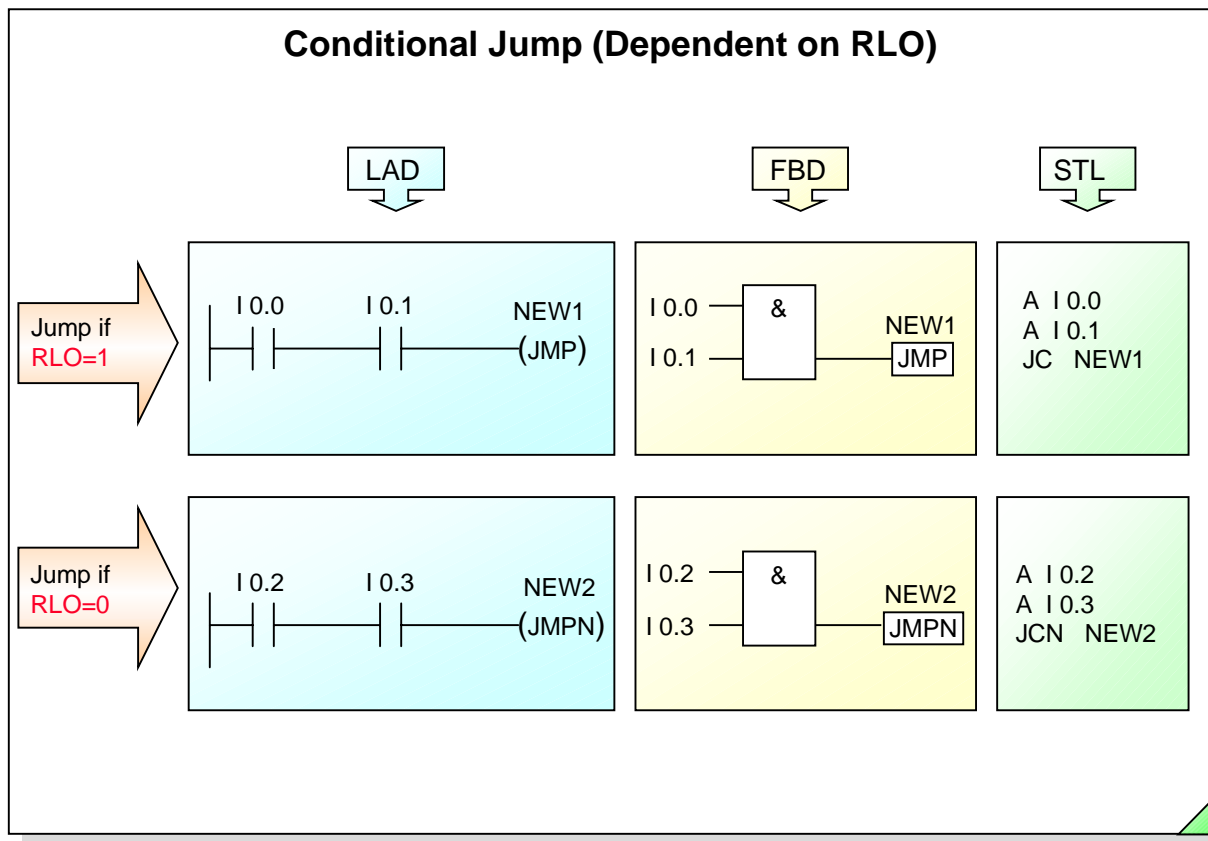 Conditional Jump (Dependent on RLO)
LAD
FBD
STL
Jump if
RLO=1
I 0.0
I 0.1
NEW1
(JMP)
I 0.0
I 0.1
&
NEW1
JMP
A I 0.0
A I 0.1
JC NEW1
Jump if
RLO=0
I 0.2
I 0.3
NEW2
(JMPN)
I 0.2
I 0.3
&
NEW2
JMPN
A I 0.2
A I 0.3
JCN NEW2